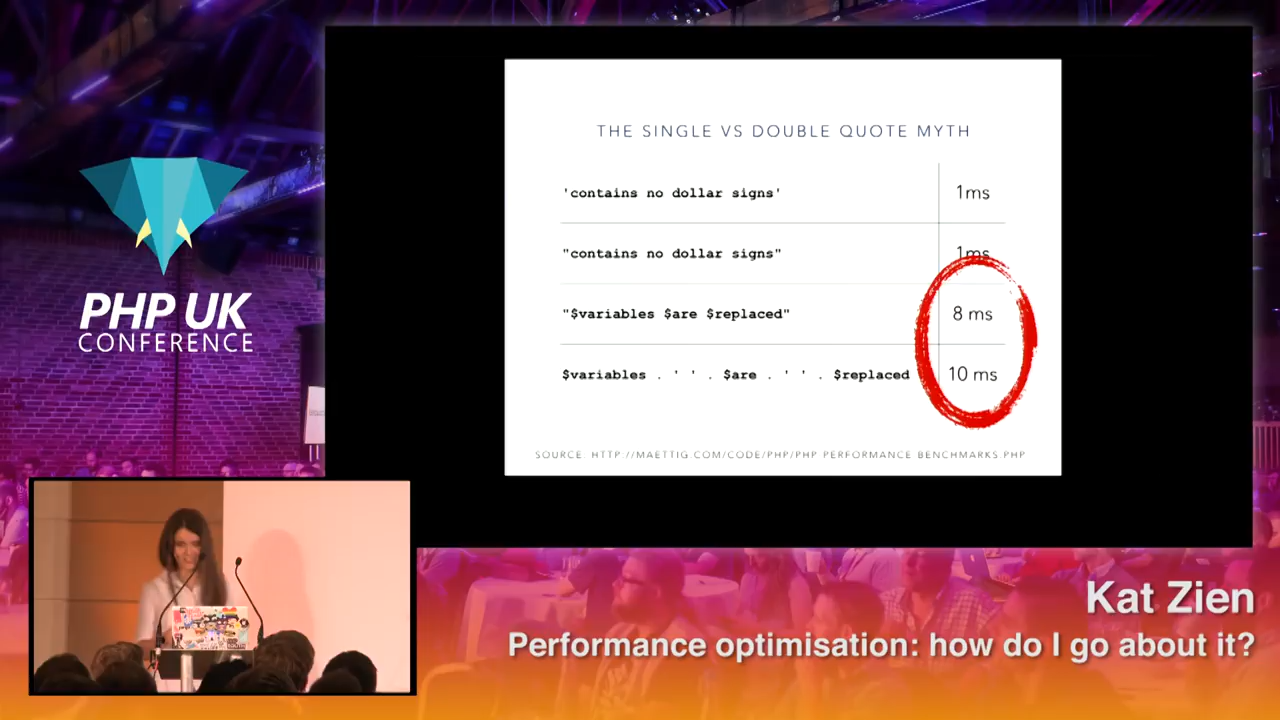 THE SINGLE VS DOUBLE QUOTE MYTH
'contains no dollar signs' 1ms
"contains no dollar signs" 1ms
"$variables $are $replaced" 8 ms
$variables . ' ' . $are . ' ' . $replaced 10 ms
SOURCE: HTTP://MAETTIG.COM/CODE/PHP/PHP PERFORMANCE BENCHMARKS.PHP
PHP UK
CONFERENCE
Kat Zien
Performance optimisation: how do I go about it?